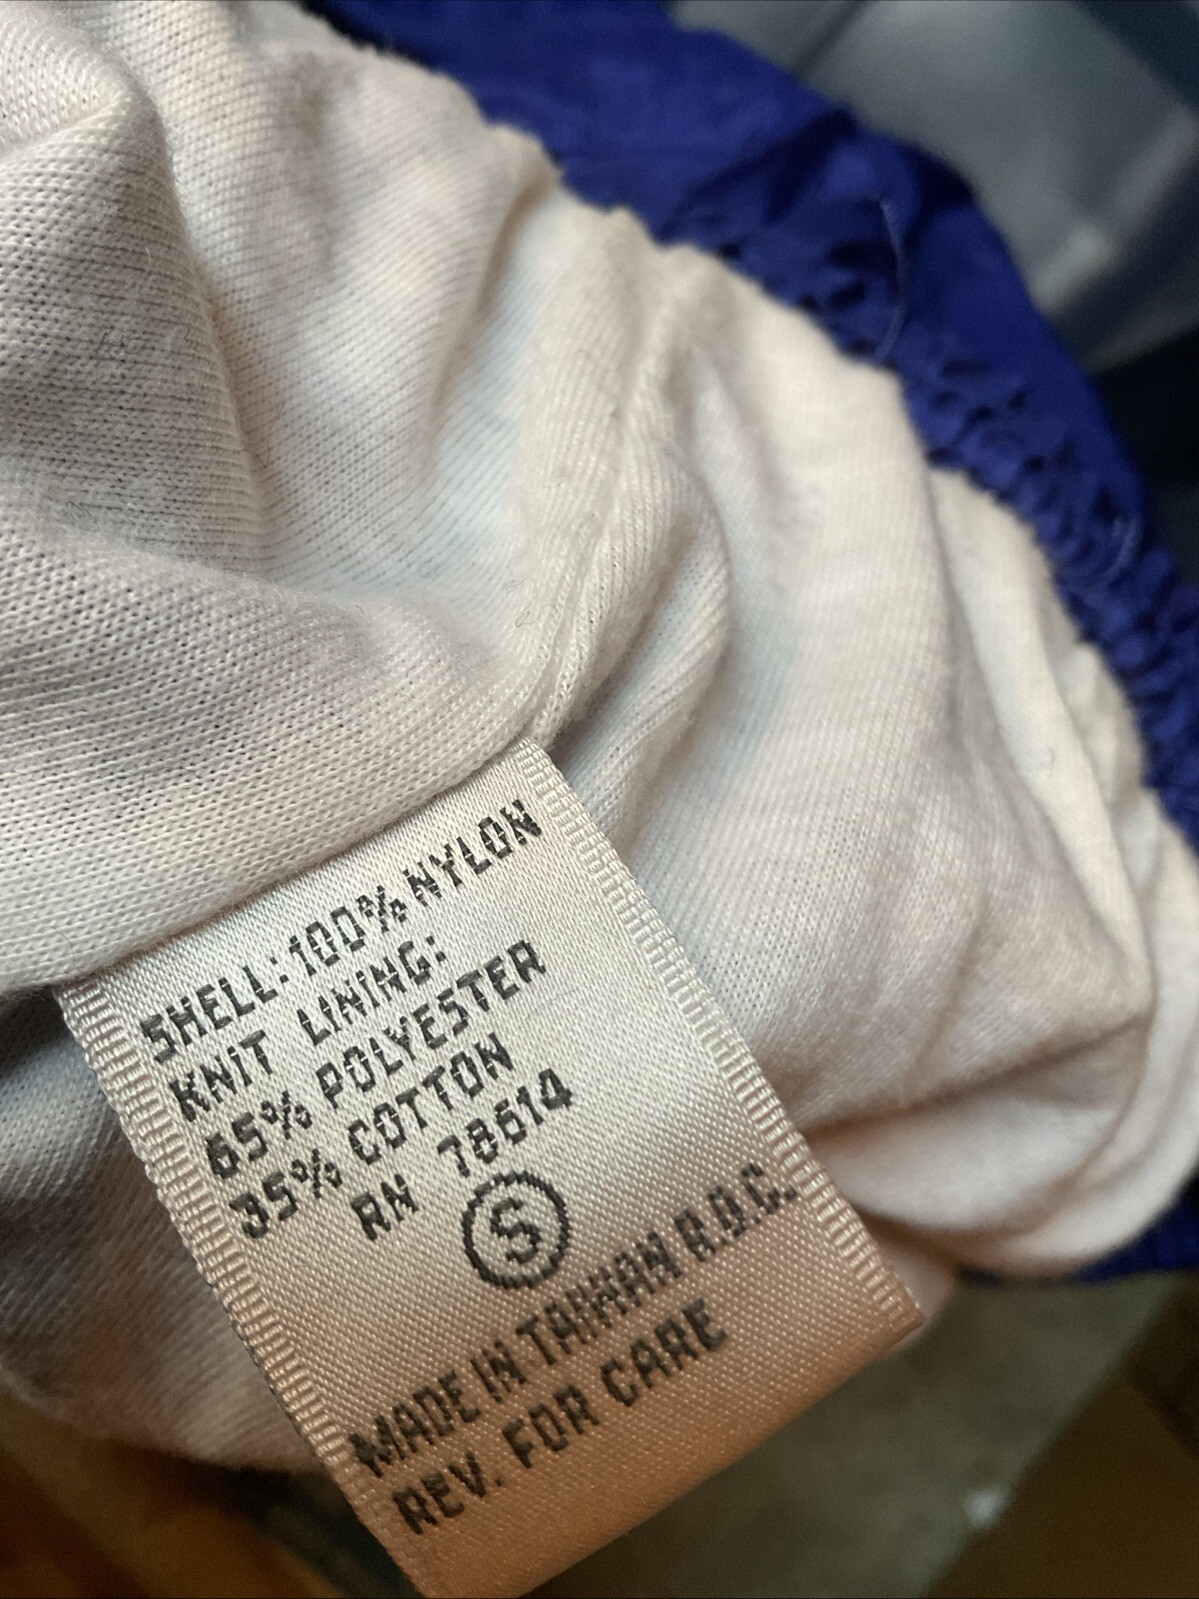 SHELL: 100% NYLON
KNIT LINING:
65% POLYESTER
35% COTTON
RN 78614
S
MADE IN TAIWAN R.O.C.
REV. FOR CARE